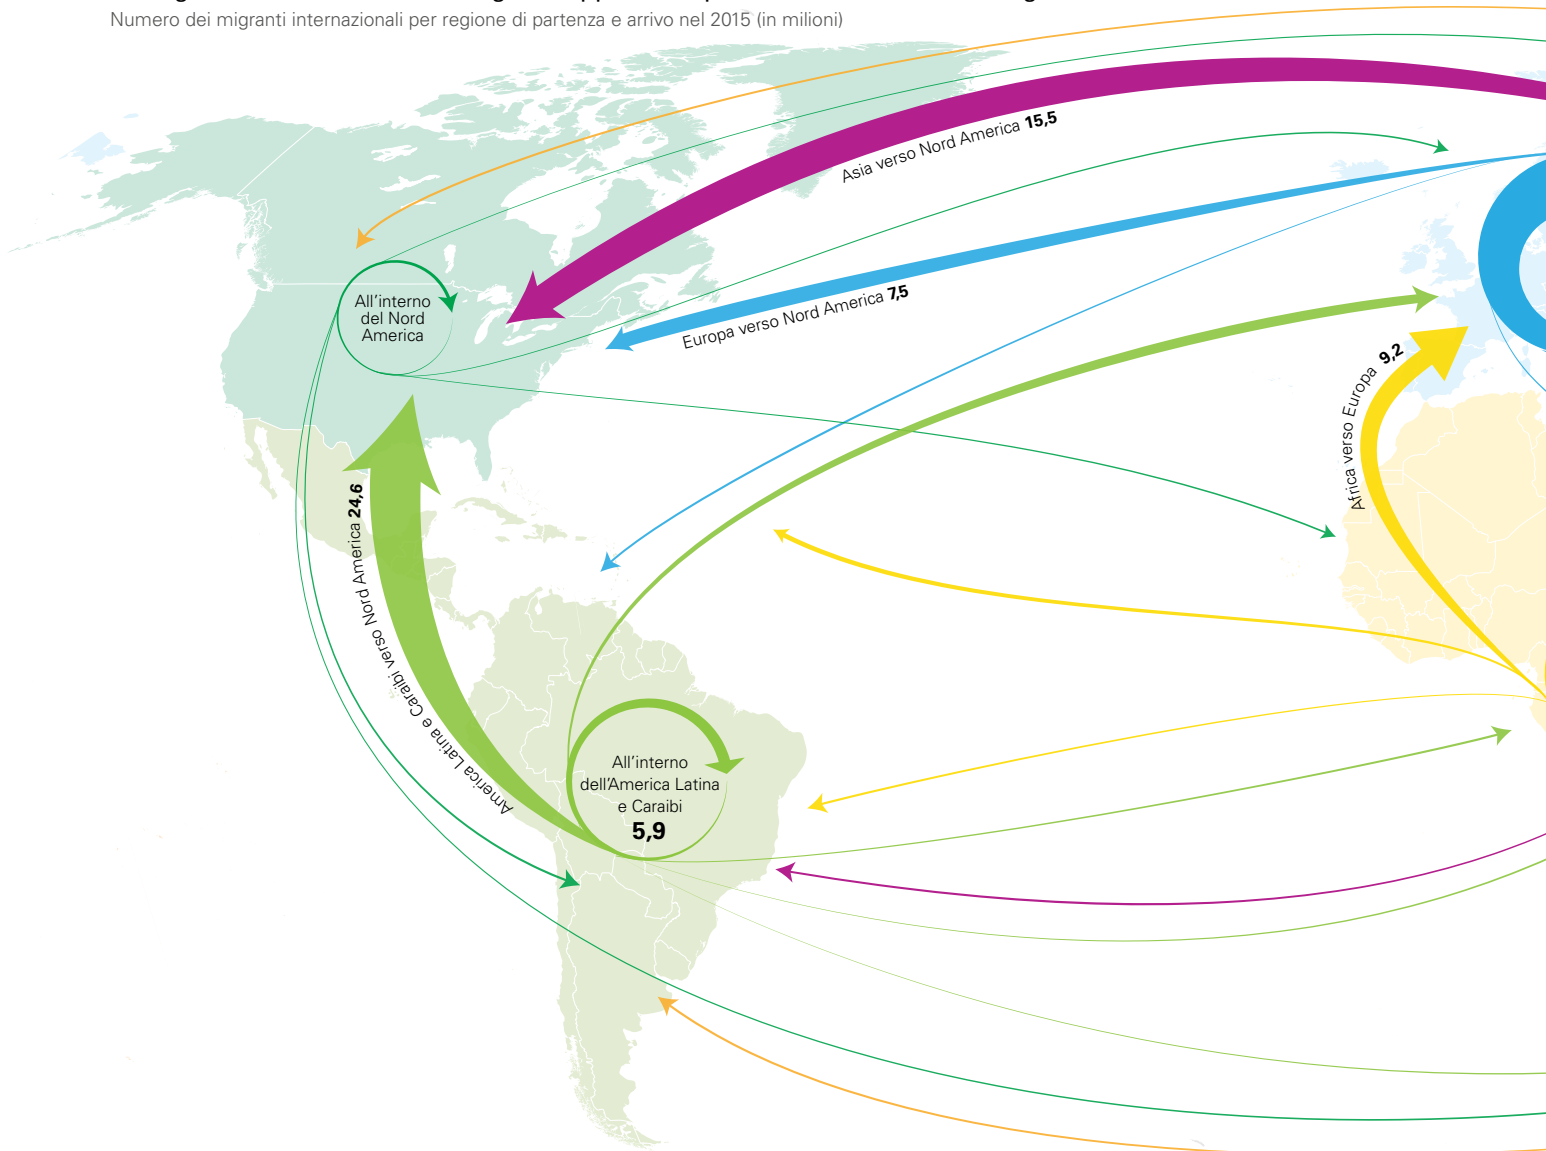 Numero dei migranti internazionali per regione di partenza e arrivo nel 2015 (in milioni)
Asia verso Nord America 15,5
Europa verso Nord America 7,5
All'interno
del Nord
America
Africa verso Europa 9,2
America Latina e Caraibi verso Nord America 24,6
All'interno
dell'America Latina
e Caraibi
5,9